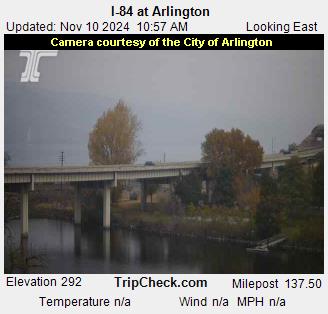 I-84 at Arlington
Updated: Nov 10 2024 10:57 AM Looking East
Camera courtesy of the City of Arlington
Elevation 292 TripCheck.com Milepost 137.50
Temperature n/a Wind n/a MPH n/a